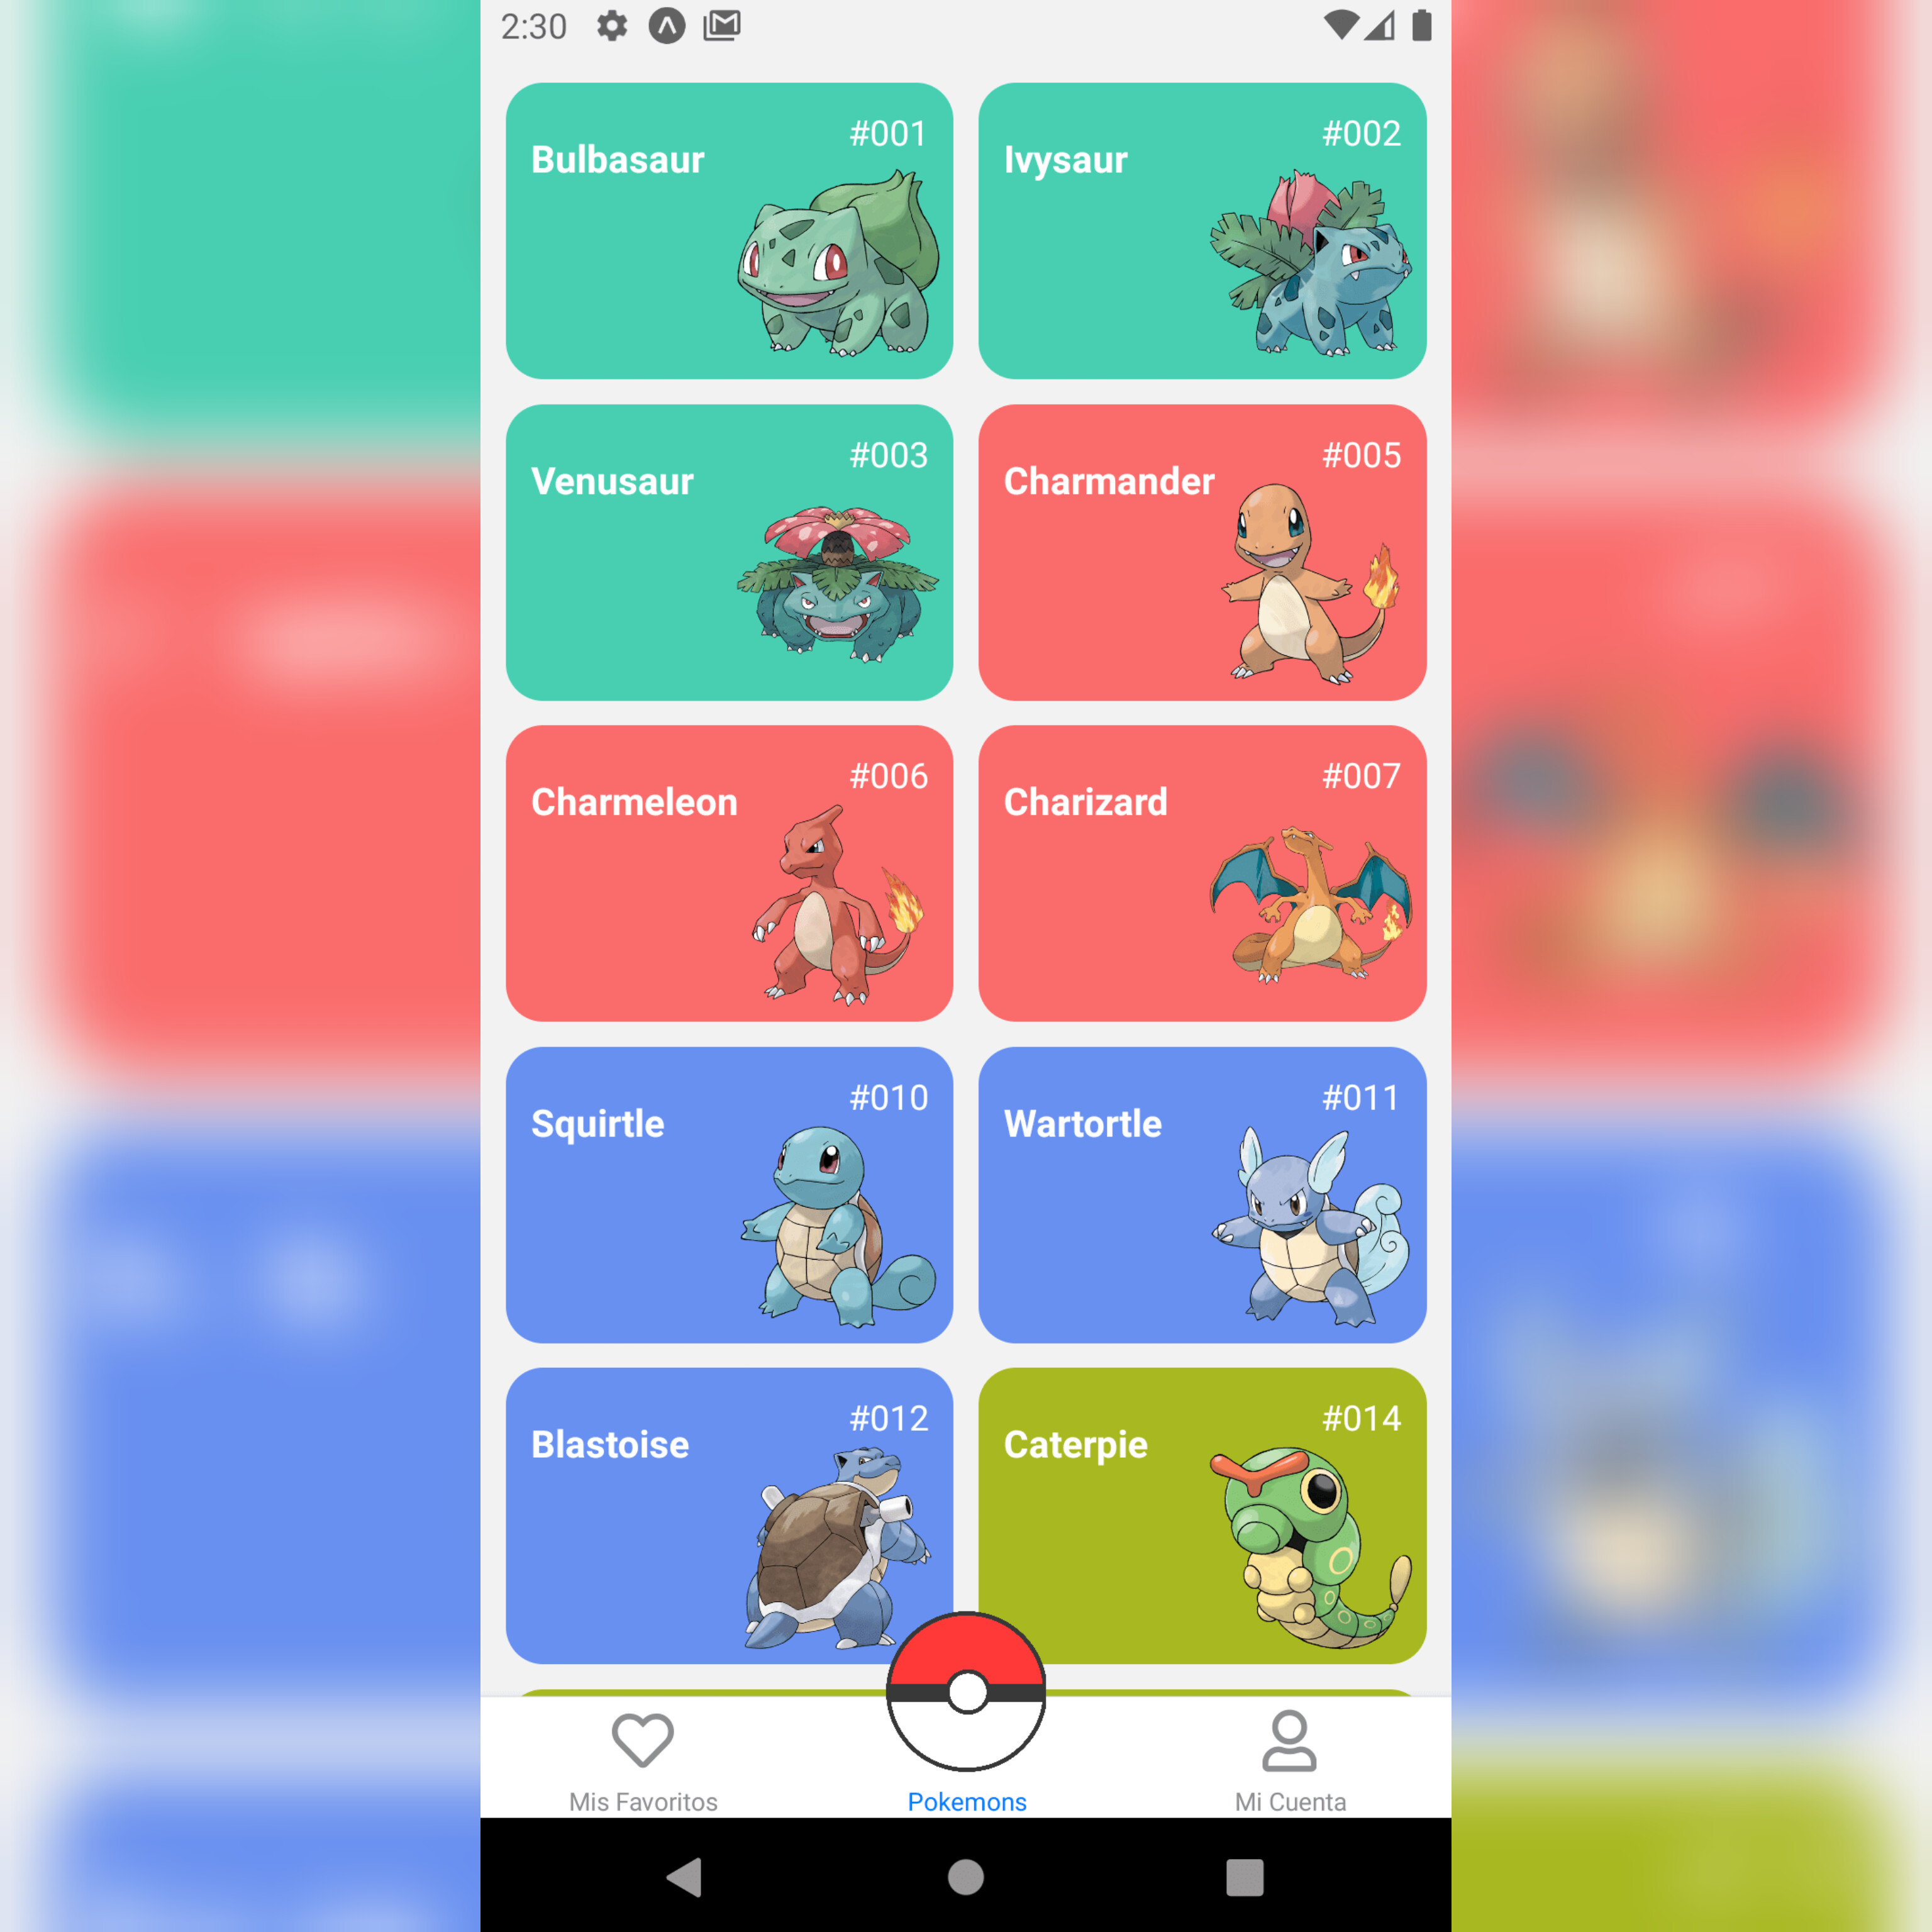 2:30
#001
Bulbasaur
#002
Ivysaur
#003
Venusaur
#005
Charmander
#006
Charmeleon
#007
Charizard
#010
Squirtle
#011
Wartortle
#012
Blastoise
#014
Caterpie
Mis Favoritos
Pokemons
Mi Cuenta